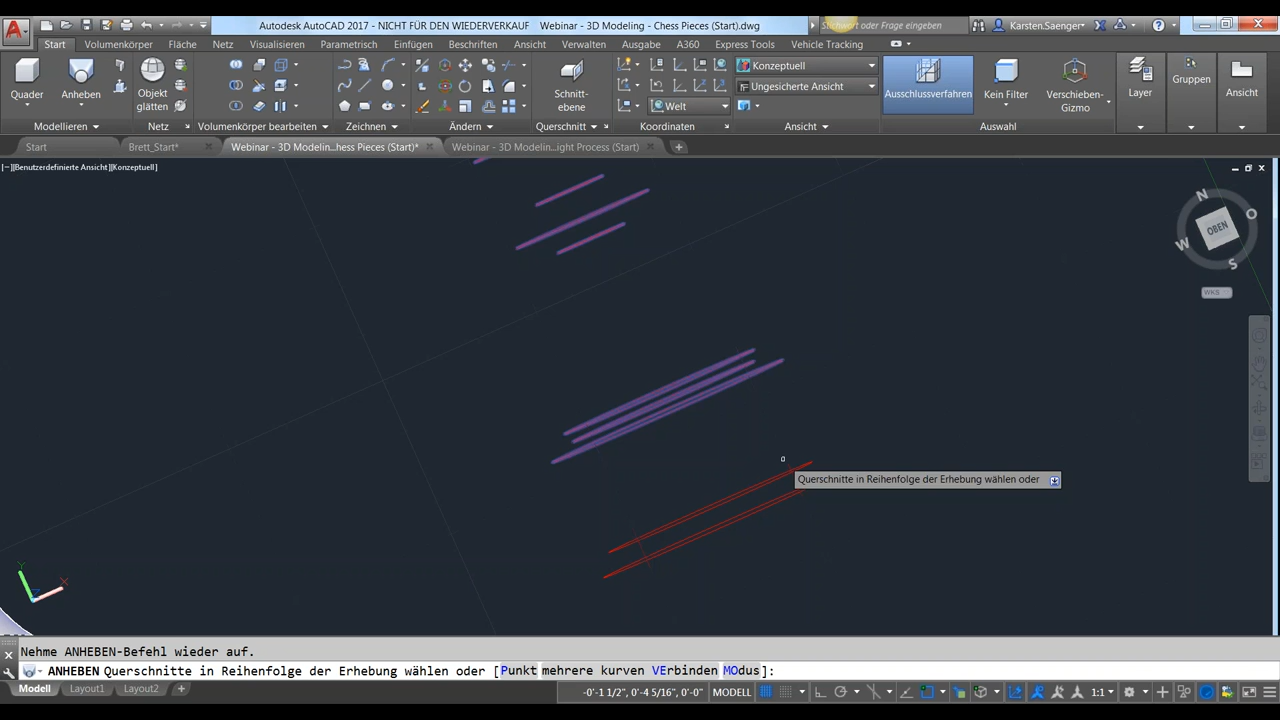 Autodesk AutoCAD 2017 - NICHT FÜR DEN WIEDERVERKAUF Webinar - 3D Modeling - Chess Pieces (Start).dwg
Stichwort oder Frage eingeben
Karsten.Saenger
Start Volumenkörper Fläche Netz Visualisieren Parametrisch Einfügen Beschriften Ansicht Verwalten Ausgabe A360 Express Tools Vehicle Tracking
Quader
Anheben
Objekt glätten
Schnitt-ebene
Welt
Konzeptuell
Ungesicherte Ansicht
Ausschlussverfahren
Kein Filter
Verschieben-Gizmo
Layer
Gruppen
Ansicht
Modellieren Netz Volumenkörper bearbeiten Zeichnen Ändern Querschnitt Koordinaten Ansicht Auswahl
Start Brett_Start* Webinar - 3D Modelin...hess Pieces (Start)* Webinar - 3D Modelin...ight Process (Start)
[−]Benutzerdefinierte Ansicht][Konzeptuell]
N
W
OBEN
O
S
WKS
Querschnitte in Reihenfolge der Erhebung wählen oder
Y
X
Z
Nehme ANHEBEN-Befehl wieder auf.
ANHEBEN Querschnitte in Reihenfolge der Erhebung wählen oder [Punkt mehrere kurven VErbinden MOdus]:
Modell Layout1 Layout2 +
-0'-1 1/2", 0'-4 5/16", 0'-0" MODELL 1:1